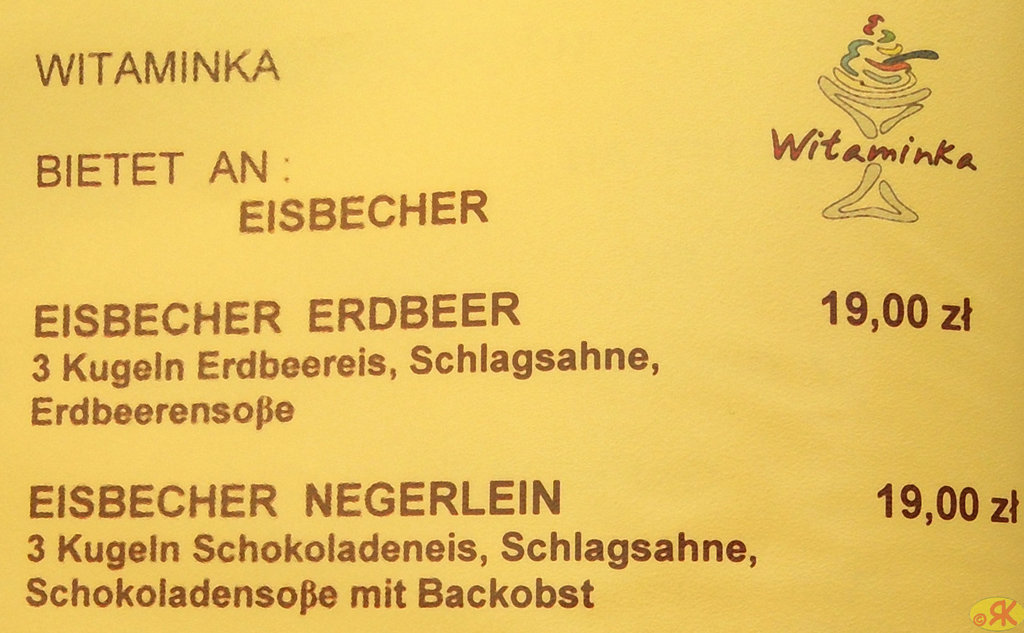 WITAMINKA
Witaminka
BIETET AN :
EISBECHER
EISBECHER ERDBEER 19,00 zł
3 Kugeln Erdbeereis, Schlagsahne,
Erdbeerensoße
EISBECHER NEGERLEIN 19,00 zł
3 Kugeln Schokoladeneis, Schlagsahne,
Schokoladensoße mit Backobst
©RK